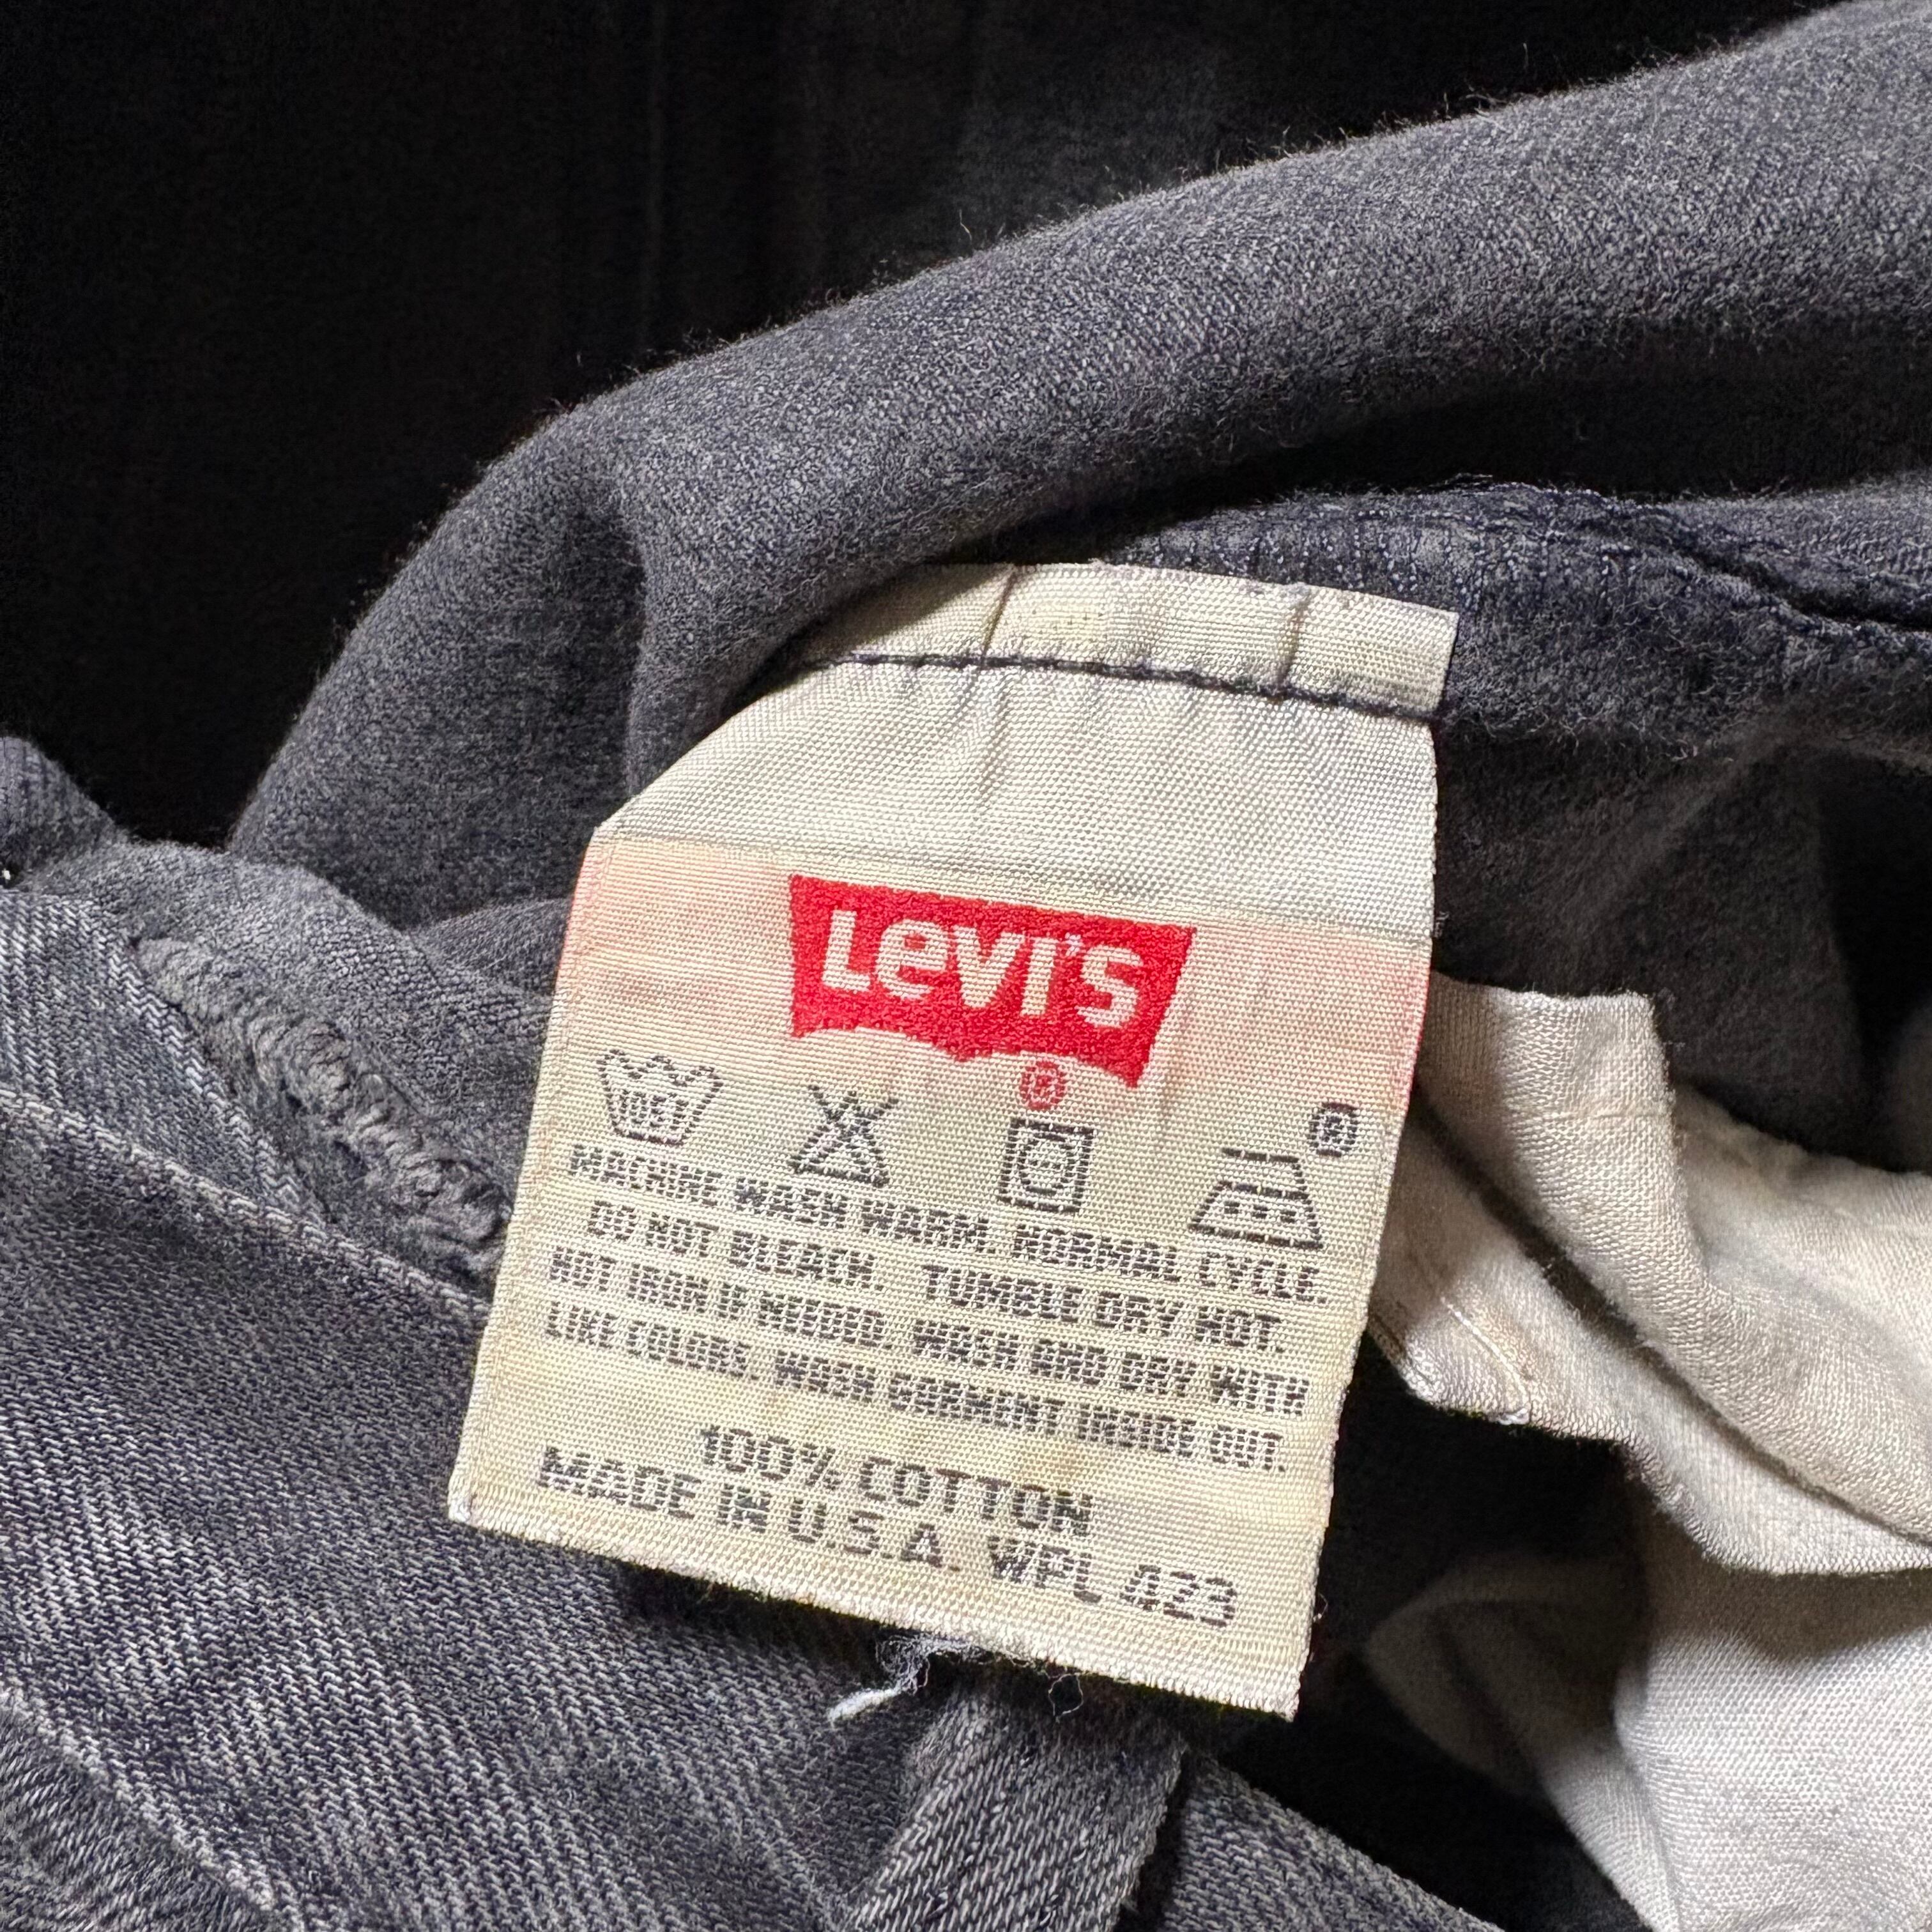 LEVI'S
®
105F
®
MACHINE WASH WARM. NORMAL CYCLE.
DO NOT BLEACH. TUMBLE DRY HOT.
HOT IRON IF NEEDED. WASH AND DRY WITH
LIKE COLORS. WASH GARMENT INSIDE OUT.
100% COTTON
MADE IN U.S.A. WPL 423